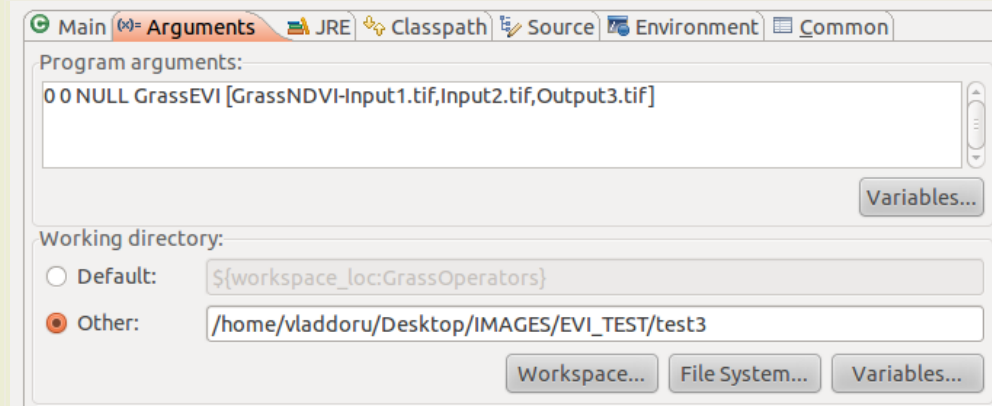 Main (x)= Arguments JRE Classpath Source Environment Common
Program arguments:
0 0 NULL GrassEVI [GrassNDVI-Input1.tif,Input2.tif,Output3.tif]
Variables...
Working directory:
Default: ${workspace_loc:GrassOperators}
Other: /home/vladdoru/Desktop/IMAGES/EVI_TEST/test3
Workspace... File System... Variables...